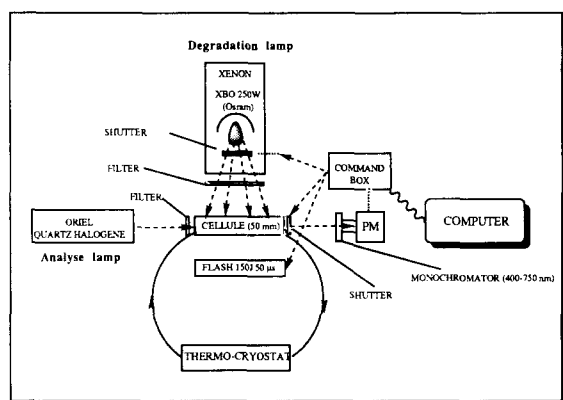 Degradation lamp
XENON
XBO 250W
(Osram)
SHUTTER
FILTER
FILTER
COMMAND
BOX
ORIEL
QUARTZ HALOGENE
Analyse lamp
CELLULE (50 mm)
PM
COMPUTER
FLASH 150J 50 µs
MONOCHROMATOR (400-750 nm)
SHUTTER
THERMO-CRYOSTAT